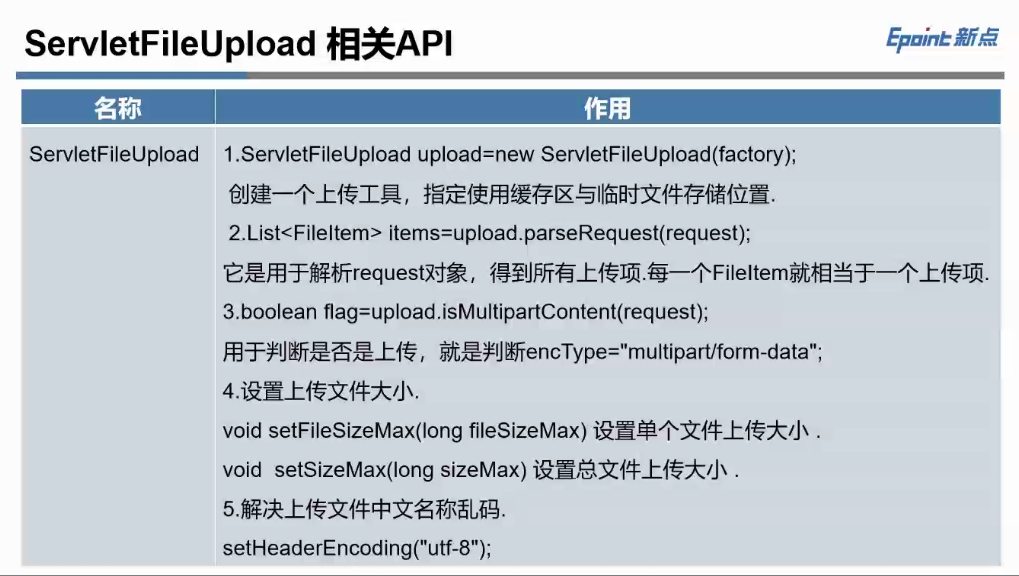 ServletFileUpload 相关API
Epoint新点
名称
作用
ServletFileUpload
1.ServletFileUpload upload=new ServletFileUpload(factory);
创建一个上传工具，指定使用缓存区与临时文件存储位置.
2.List<FileItem> items=upload.parseRequest(request);
它是用于解析request对象，得到所有上传项.每一个FileItem就相当于一个上传项.
3.boolean flag=upload.isMultipartContent(request);
用于判断是否是上传，就是判断encType="multipart/form-data";
4.设置上传文件大小.
void setFileSizeMax(long fileSizeMax) 设置单个文件上传大小 .
void  setSizeMax(long sizeMax) 设置总文件上传大小 .
5.解决上传文件中文名称乱码.
setHeaderEncoding("utf-8");